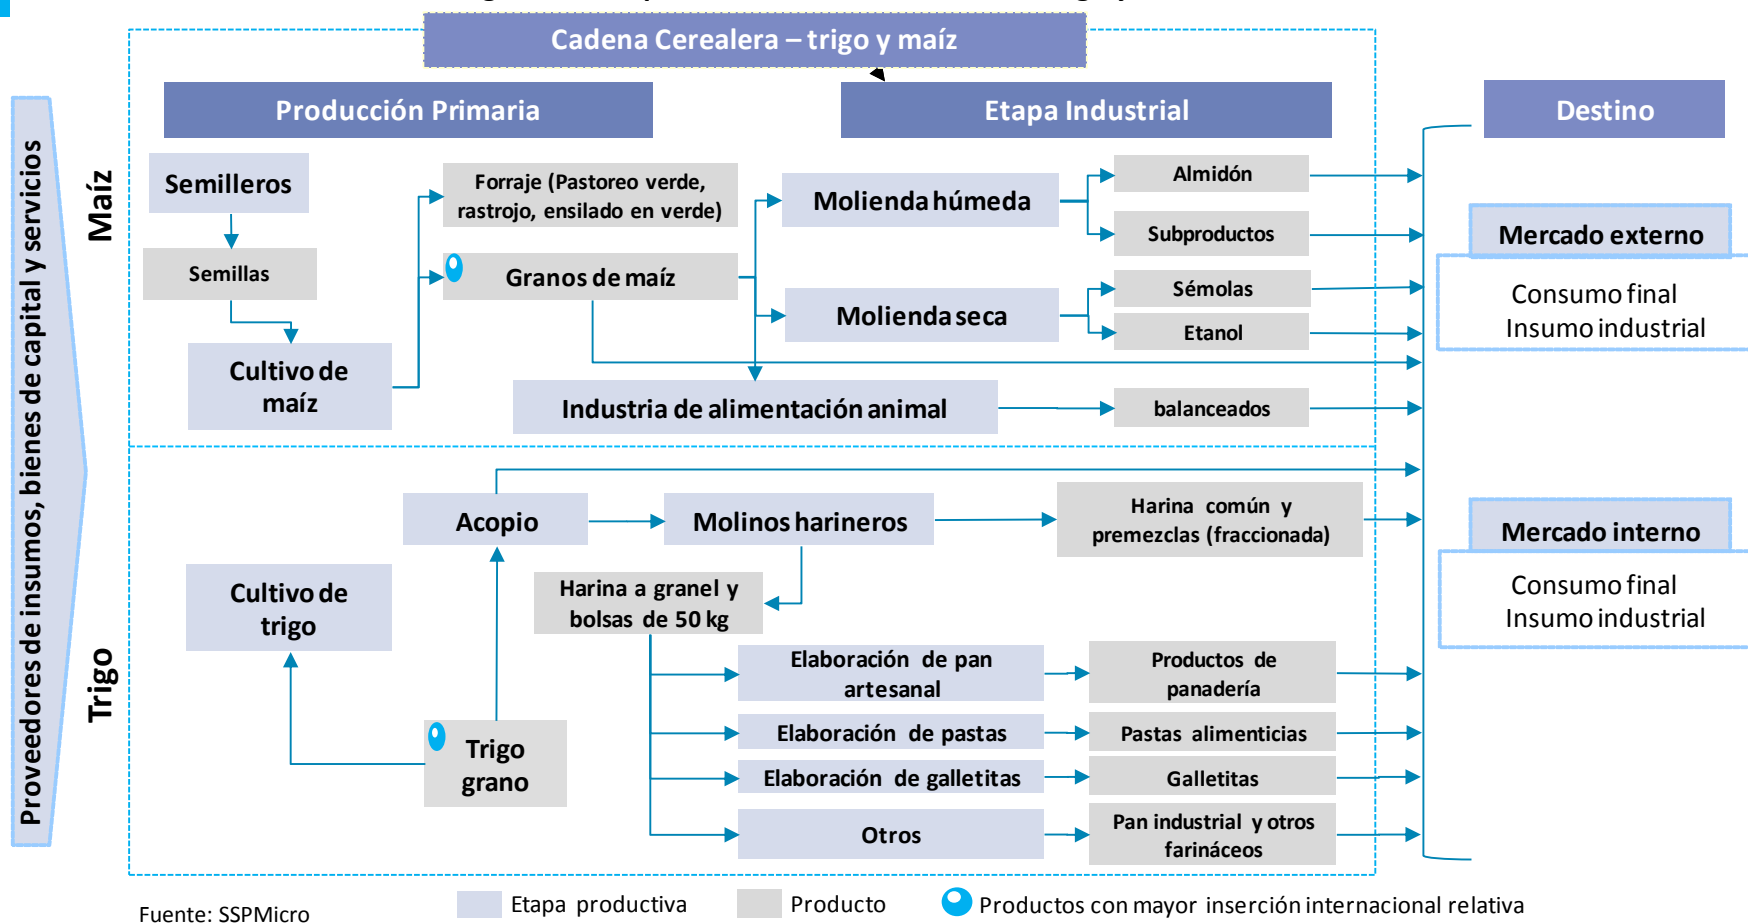 Cadena Cerealera – trigo y maíz
Producción Primaria
Etapa Industrial
Destino
Proveedores de insumos, bienes de capital y servicios
Maíz
Semilleros
Semillas
Cultivo de
maíz
Forraje (Pastoreo verde,
rastrojo, ensilado en verde)
Granos de maíz
Molienda húmeda
Molienda seca
Industria de alimentación animal
Almidón
Subproductos
Sémolas
Etanol
balanceados
Mercado externo
Consumo final
Insumo industrial
Trigo
Acopio
Molinos harineros
Harina común y
premezclas (fraccionada)
Cultivo de
trigo
Harina a granel y
bolsas de 50 kg
Trigo
grano
Elaboración de pan
artesanal
Productos de
panadería
Elaboración de pastas
Pastas alimenticias
Elaboración de galletitas
Galletitas
Otros
Pan industrial y otros
farináceos
Mercado interno
Consumo final
Insumo industrial
Fuente: SSPMicro
Etapa productiva
Producto
Productos con mayor inserción internacional relativa